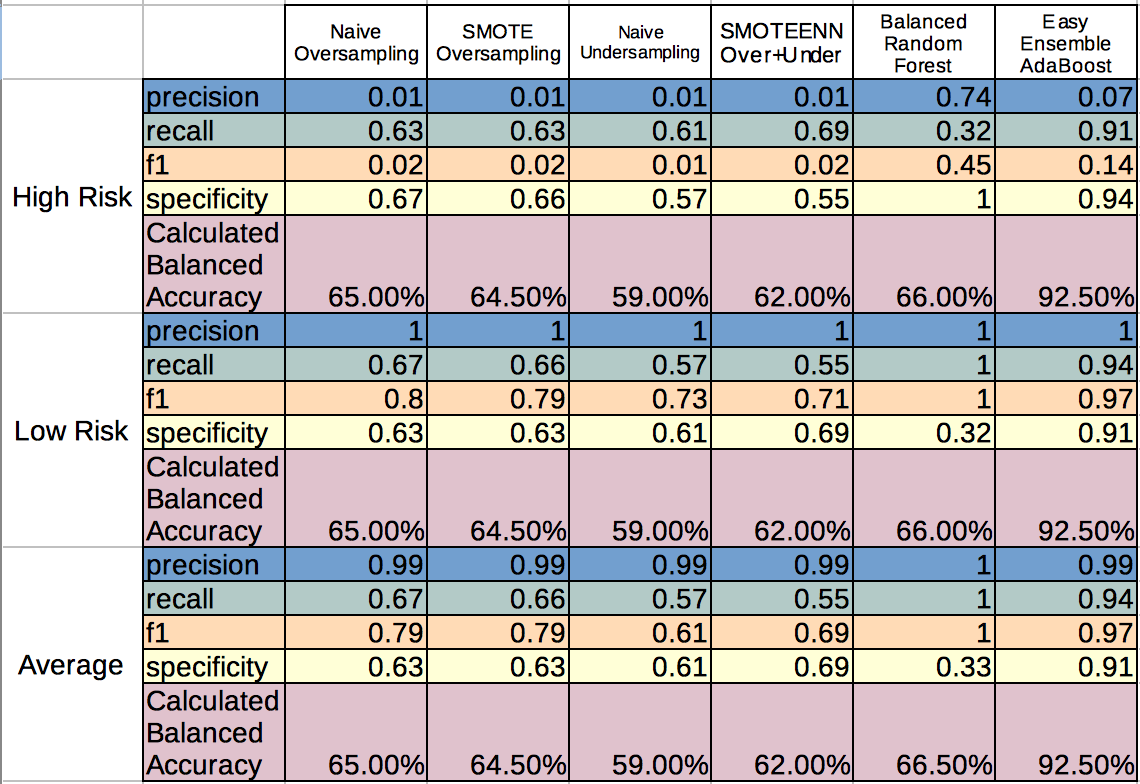 Naive Oversampling	SMOTE Oversampling	Naive Undersampling	SMOTEENN Over+Under	Balanced Random Forest	Easy Ensemble AdaBoost
High Risk
precision	0.01	0.01	0.01	0.01	0.74	0.07
recall	0.63	0.63	0.61	0.69	0.32	0.91
f1	0.02	0.02	0.01	0.02	0.45	0.14
specificity	0.67	0.66	0.57	0.55	1	0.94
Calculated Balanced Accuracy	65.00%	64.50%	59.00%	62.00%	66.00%	92.50%
Low Risk
precision	1	1	1	1	1	1
recall	0.67	0.66	0.57	0.55	1	0.94
f1	0.8	0.79	0.73	0.71	1	0.97
specificity	0.63	0.63	0.61	0.69	0.32	0.91
Calculated Balanced Accuracy	65.00%	64.50%	59.00%	62.00%	66.00%	92.50%
Average
precision	0.99	0.99	0.99	0.99	1	0.99
recall	0.67	0.66	0.57	0.55	1	0.94
f1	0.79	0.79	0.61	0.69	1	0.97
specificity	0.63	0.63	0.61	0.69	0.33	0.91
Calculated Balanced Accuracy	65.00%	64.50%	59.00%	62.00%	66.50%	92.50%